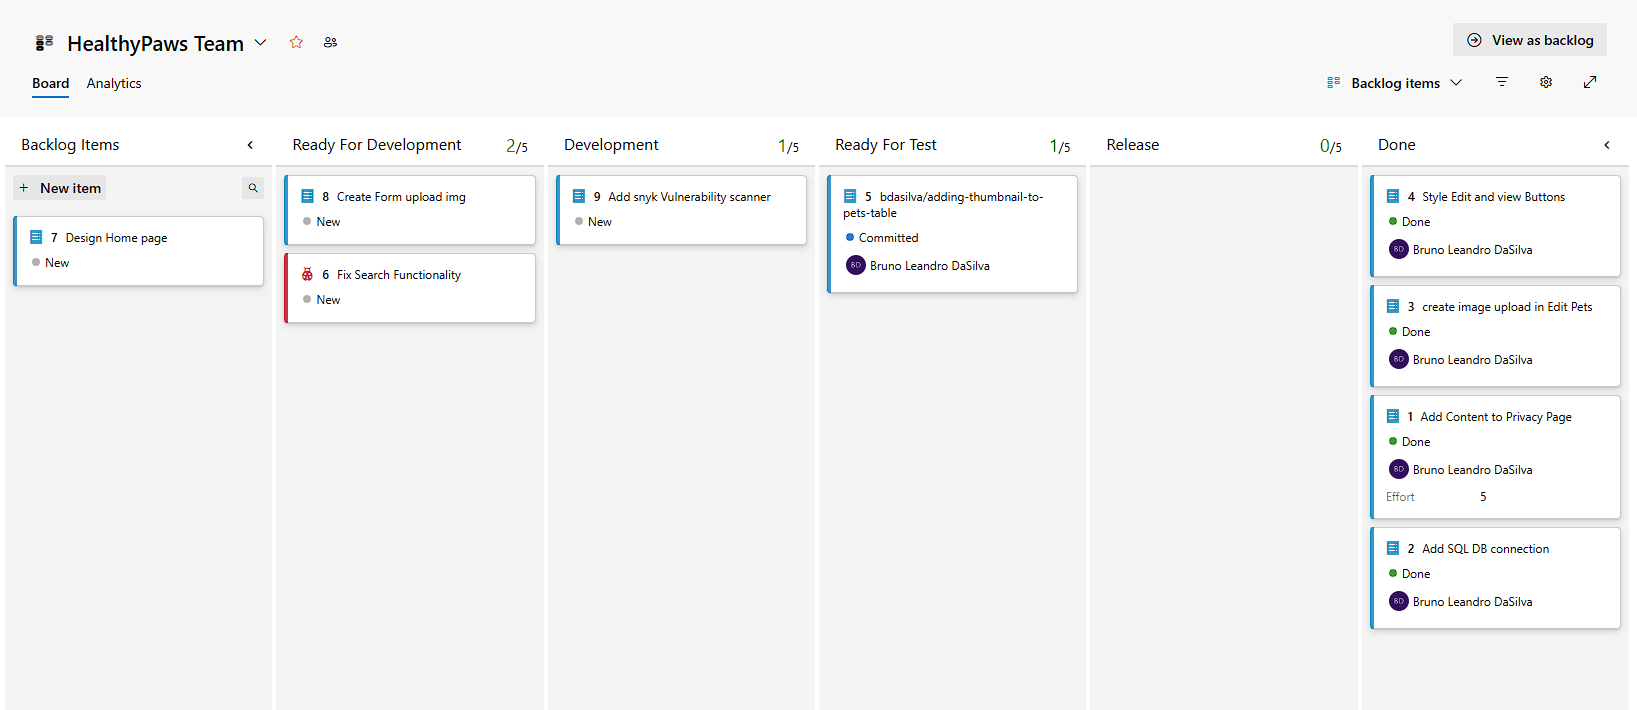 HealthyPaws Team
View as backlog
Board
Analytics
Backlog items
Backlog Items
Ready For Development
2/5
Development
1/5
Ready For Test
1/5
Release
0/5
Done
+ New item
7 Design Home page
New
8 Create Form upload img
New
6 Fix Search Functionality
New
9 Add snyk Vulnerability scanner
New
5 bdasilva/adding-thumbnail-to-
pets-table
Committed
BD Bruno Leandro DaSilva
4 Style Edit and view Buttons
Done
BD Bruno Leandro DaSilva
3 create image upload in Edit Pets
Done
BD Bruno Leandro DaSilva
1 Add Content to Privacy Page
Done
BD Bruno Leandro DaSilva
Effort 5
2 Add SQL DB connection
Done
BD Bruno Leandro DaSilva